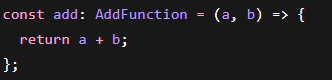 const add: AddFunction = (a, b) => {
  return a + b;
};